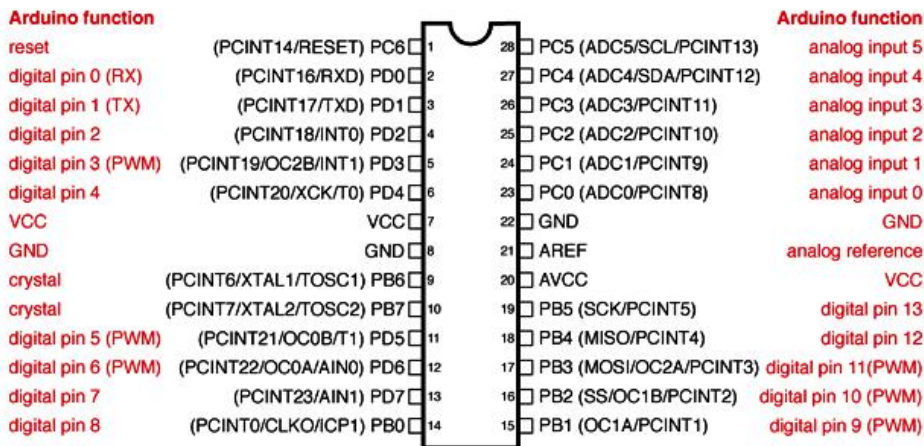 Arduino function Arduino function
reset (PCINT14/RESET) PC6 1 28 PC5 (ADC5/SCL/PCINT13) analog input 5
digital pin 0 (RX) (PCINT16/RXD) PD0 2 27 PC4 (ADC4/SDA/PCINT12) analog input 4
digital pin 1 (TX) (PCINT17/TXD) PD1 3 26 PC3 (ADC3/PCINT11) analog input 3
digital pin 2 (PCINT18/INT0) PD2 4 25 PC2 (ADC2/PCINT10) analog input 2
digital pin 3 (PWM) (PCINT19/OC2B/INT1) PD3 5 24 PC1 (ADC1/PCINT9) analog input 1
digital pin 4 (PCINT20/XCK/T0) PD4 6 23 PC0 (ADC0/PCINT8) analog input 0
VCC VCC 7 22 GND GND
GND GND 8 21 AREF analog reference
crystal (PCINT6/XTAL1/TOSC1) PB6 9 20 AVCC VCC
crystal (PCINT7/XTAL2/TOSC2) PB7 10 19 PB5 (SCK/PCINT5) digital pin 13
digital pin 5 (PWM) (PCINT21/OC0B/T1) PD5 11 18 PB4 (MISO/PCINT4) digital pin 12
digital pin 6 (PWM) (PCINT22/OC0A/AIN0) PD6 12 17 PB3 (MOSI/OC2A/PCINT3) digital pin 11(PWM)
digital pin 7 (PCINT23/AIN1) PD7 13 16 PB2 (SS/OC1B/PCINT2) digital pin 10 (PWM)
digital pin 8 (PCINT0/CLKO/ICP1) PB0 14 15 PB1 (OC1A/PCINT1) digital pin 9 (PWM)